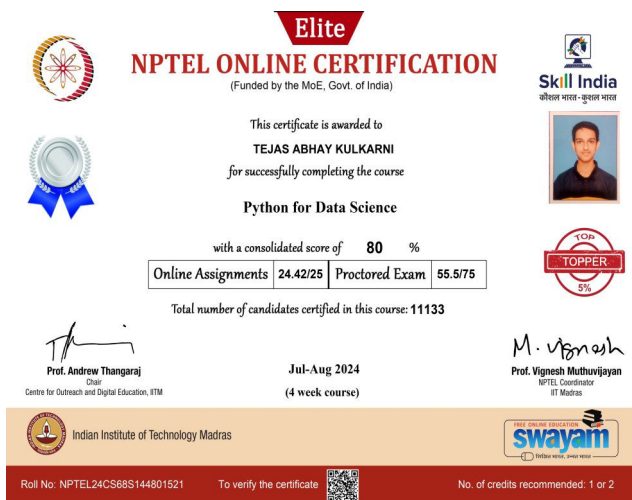 Elite
NPTEL ONLINE CERTIFICATION
(Funded by the MoE, Govt. of India)
Skill India
कौशल भारत - कुशल भारत
This certificate is awarded to
TEJAS ABHAY KULKARNI
for successfully completing the course
Python for Data Science
with a consolidated score of 80 %
Online Assignments 24.42/25 Proctored Exam 55.5/75
TOP
TOPPER
5%
Total number of candidates certified in this course: 11133
M. Vignesh
Prof. Andrew Thangaraj
Chair
Centre for Outreach and Digital Education, IITM
Jul-Aug 2024
(4 week course)
Prof. Vignesh Muthuvijayan
NPTEL Coordinator
IIT Madras
Indian Institute of Technology Madras
FREE ONLINE EDUCATION
swayam
शिक्षित भारत, उन्नत भारत
Roll No: NPTEL24CS68S144801521 To verify the certificate No. of credits recommended: 1 or 2